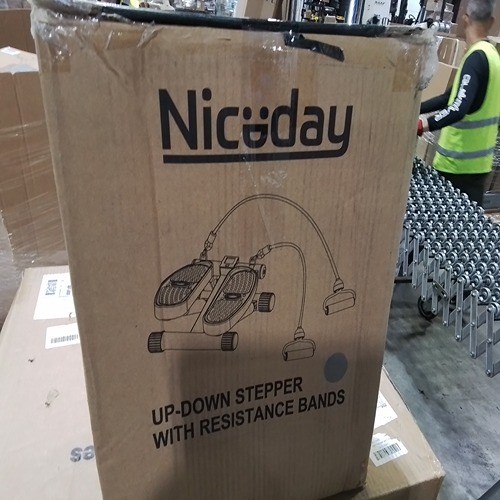 Niceday
UP-DOWN STEPPER
WITH RESISTANCE BANDS